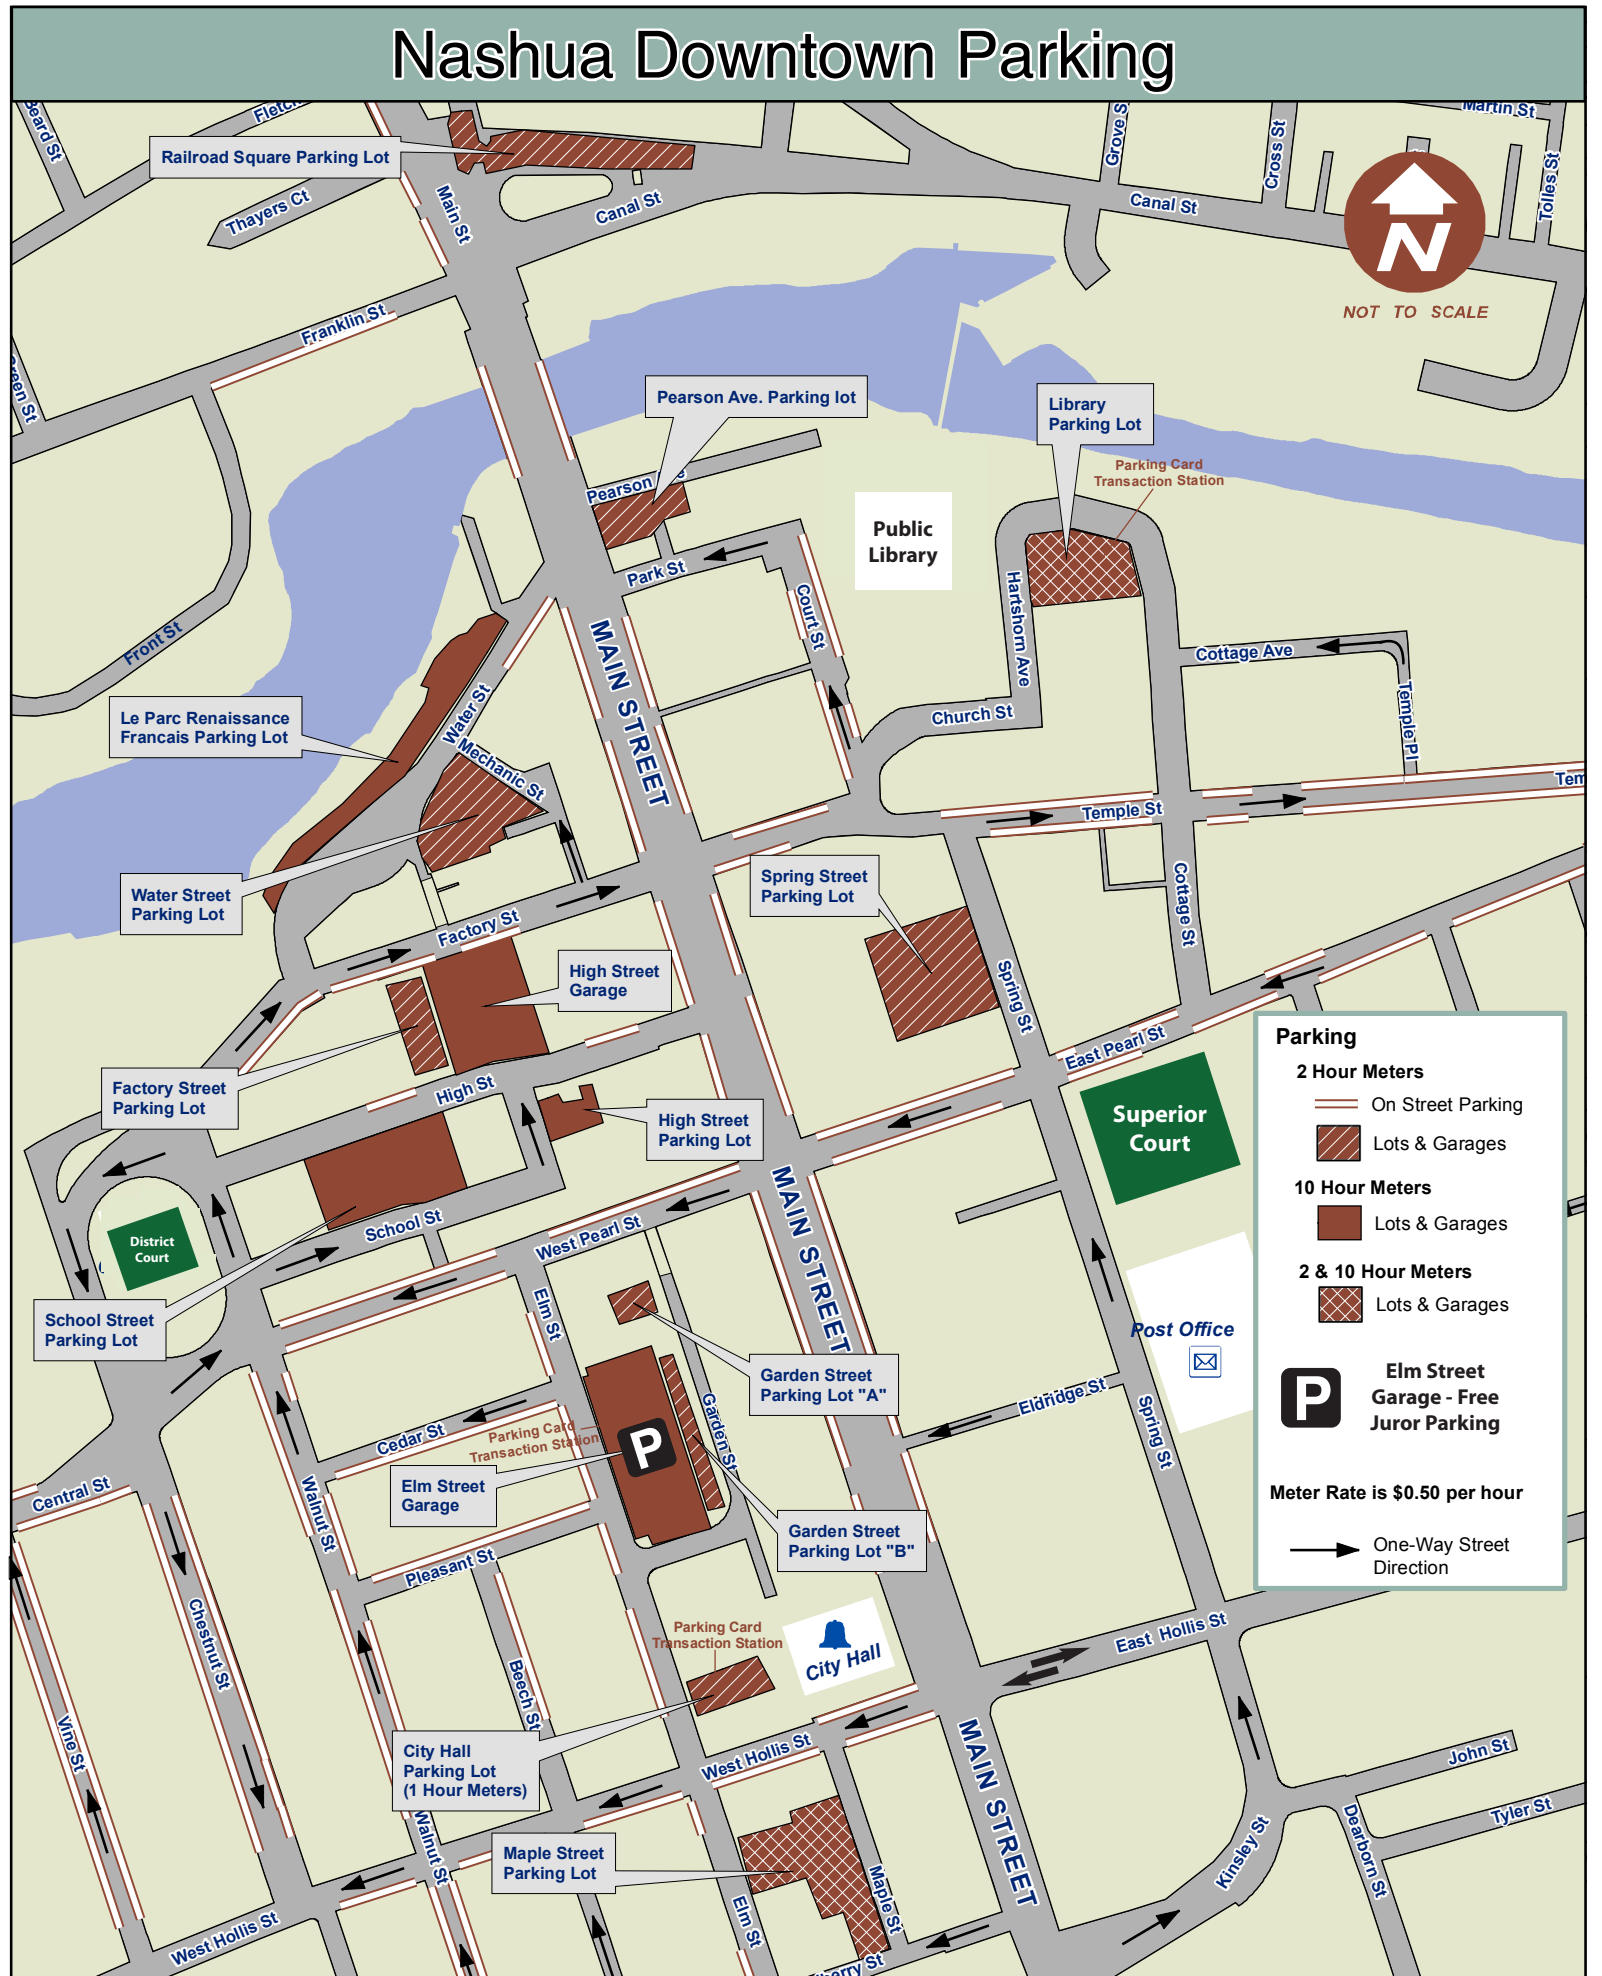 Nashua Downtown Parking
Beard St
Martin St
Railroad Square Parking Lot
Grove S
Cross St
Tolles St
Thayers Ct
Main St
Canal St
Canal St
N
NOT TO SCALE
Franklin St
Green St
Pearson Ave. Parking lot
Library
Parking Lot
Parking Card
Transaction Station
Pearson
Public
Library
Park St
Court St
Hartshorn Ave
Front St
MAIN STREET
Cottage Ave
Temple Pl
Church St
Le Parc Renaissance
Francais Parking Lot
Water St
Mechanic St
Tem
Temple St
Water Street
Parking Lot
Spring Street
Parking Lot
Cottage St
Factory St
High Street
Garage
Spring St
East Pearl St
Factory Street
Parking Lot
High St
High Street
Parking Lot
Superior
Court
Parking
2 Hour Meters
On Street Parking
Lots & Garages
10 Hour Meters
Lots & Garages
2 & 10 Hour Meters
Lots & Garages
P
Elm Street
Garage - Free
Juror Parking
Meter Rate is $0.50 per hour
One-Way Street
Direction
MAIN STREET
School St
West Pearl St
District
Court
School Street
Parking Lot
Elm St
Post Office
Garden Street
Parking Lot "A"
Garden St
Eldridge St
Spring St
Cedar St
Parking Card
Transaction Station
P
Elm Street
Garage
Central St
Walnut St
Garden Street
Parking Lot "B"
Pleasant St
Chestnut St
Parking Card
Transaction Station
City Hall
East Hollis St
Beech St
Vine St
City Hall
Parking Lot
(1 Hour Meters)
West Hollis St
MAIN STREET
John St
Tyler St
Dearborn St
Kinsley St
Walnut St
Maple Street
Parking Lot
Maple St
Elm St
West Hollis St
berry St